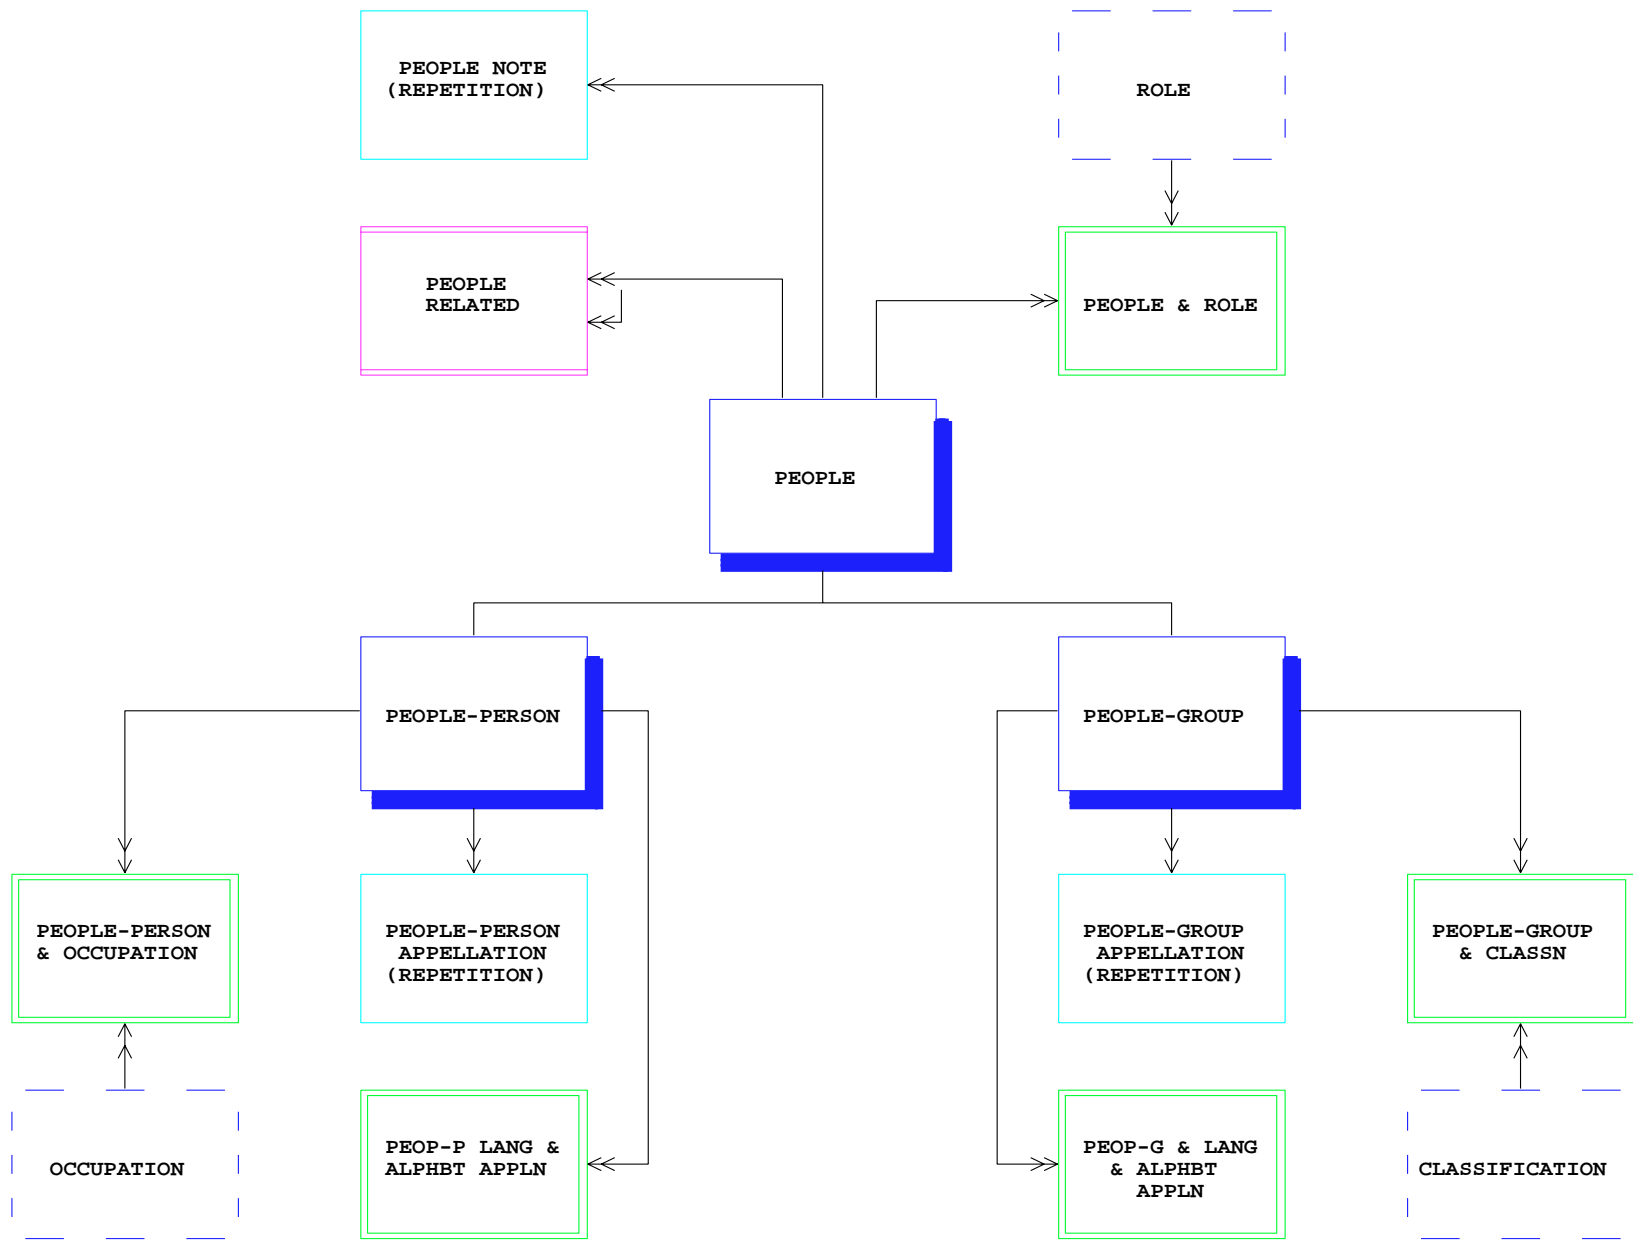 PEOPLE NOTE
(REPETITION)
ROLE
PEOPLE
RELATED
PEOPLE & ROLE
PEOPLE
PEOPLE-PERSON
PEOPLE-GROUP
PEOPLE-PERSON
& OCCUPATION
PEOPLE-PERSON
APPELLATION
(REPETITION)
PEOPLE-GROUP
APPELLATION
(REPETITION)
PEOPLE-GROUP
& CLASSN
OCCUPATION
PEOP-P LANG &
ALPHBT APPLN
PEOP-G & LANG
& ALPHBT
APPLN
CLASSIFICATION